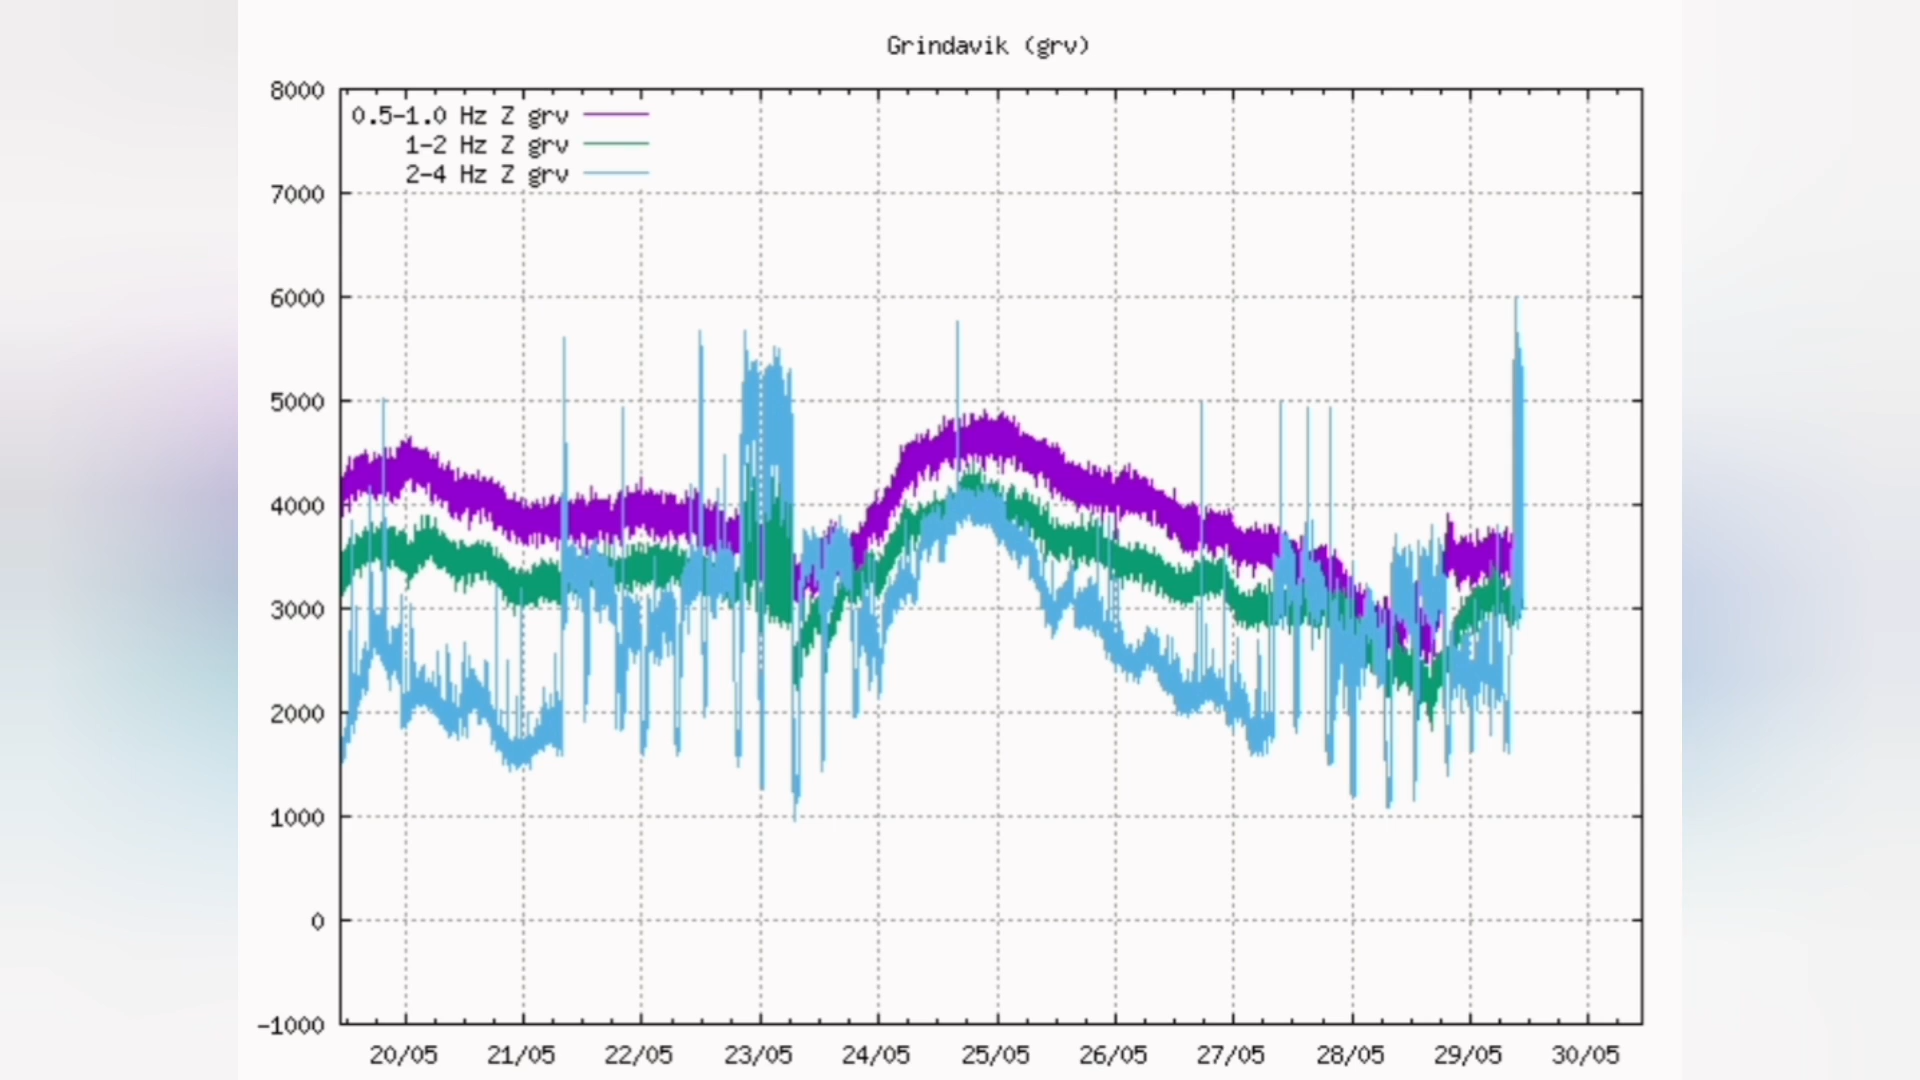 Grindavik (grv)
8000
0.5-1.0 Hz Z grv
1-2 Hz Z grv
2-4 Hz Z grv
7000
6000
5000
4000
3000
2000
1000
0
-1000
20/05 21/05 22/05 23/05 24/05 25/05 26/05 27/05 28/05 29/05 30/05